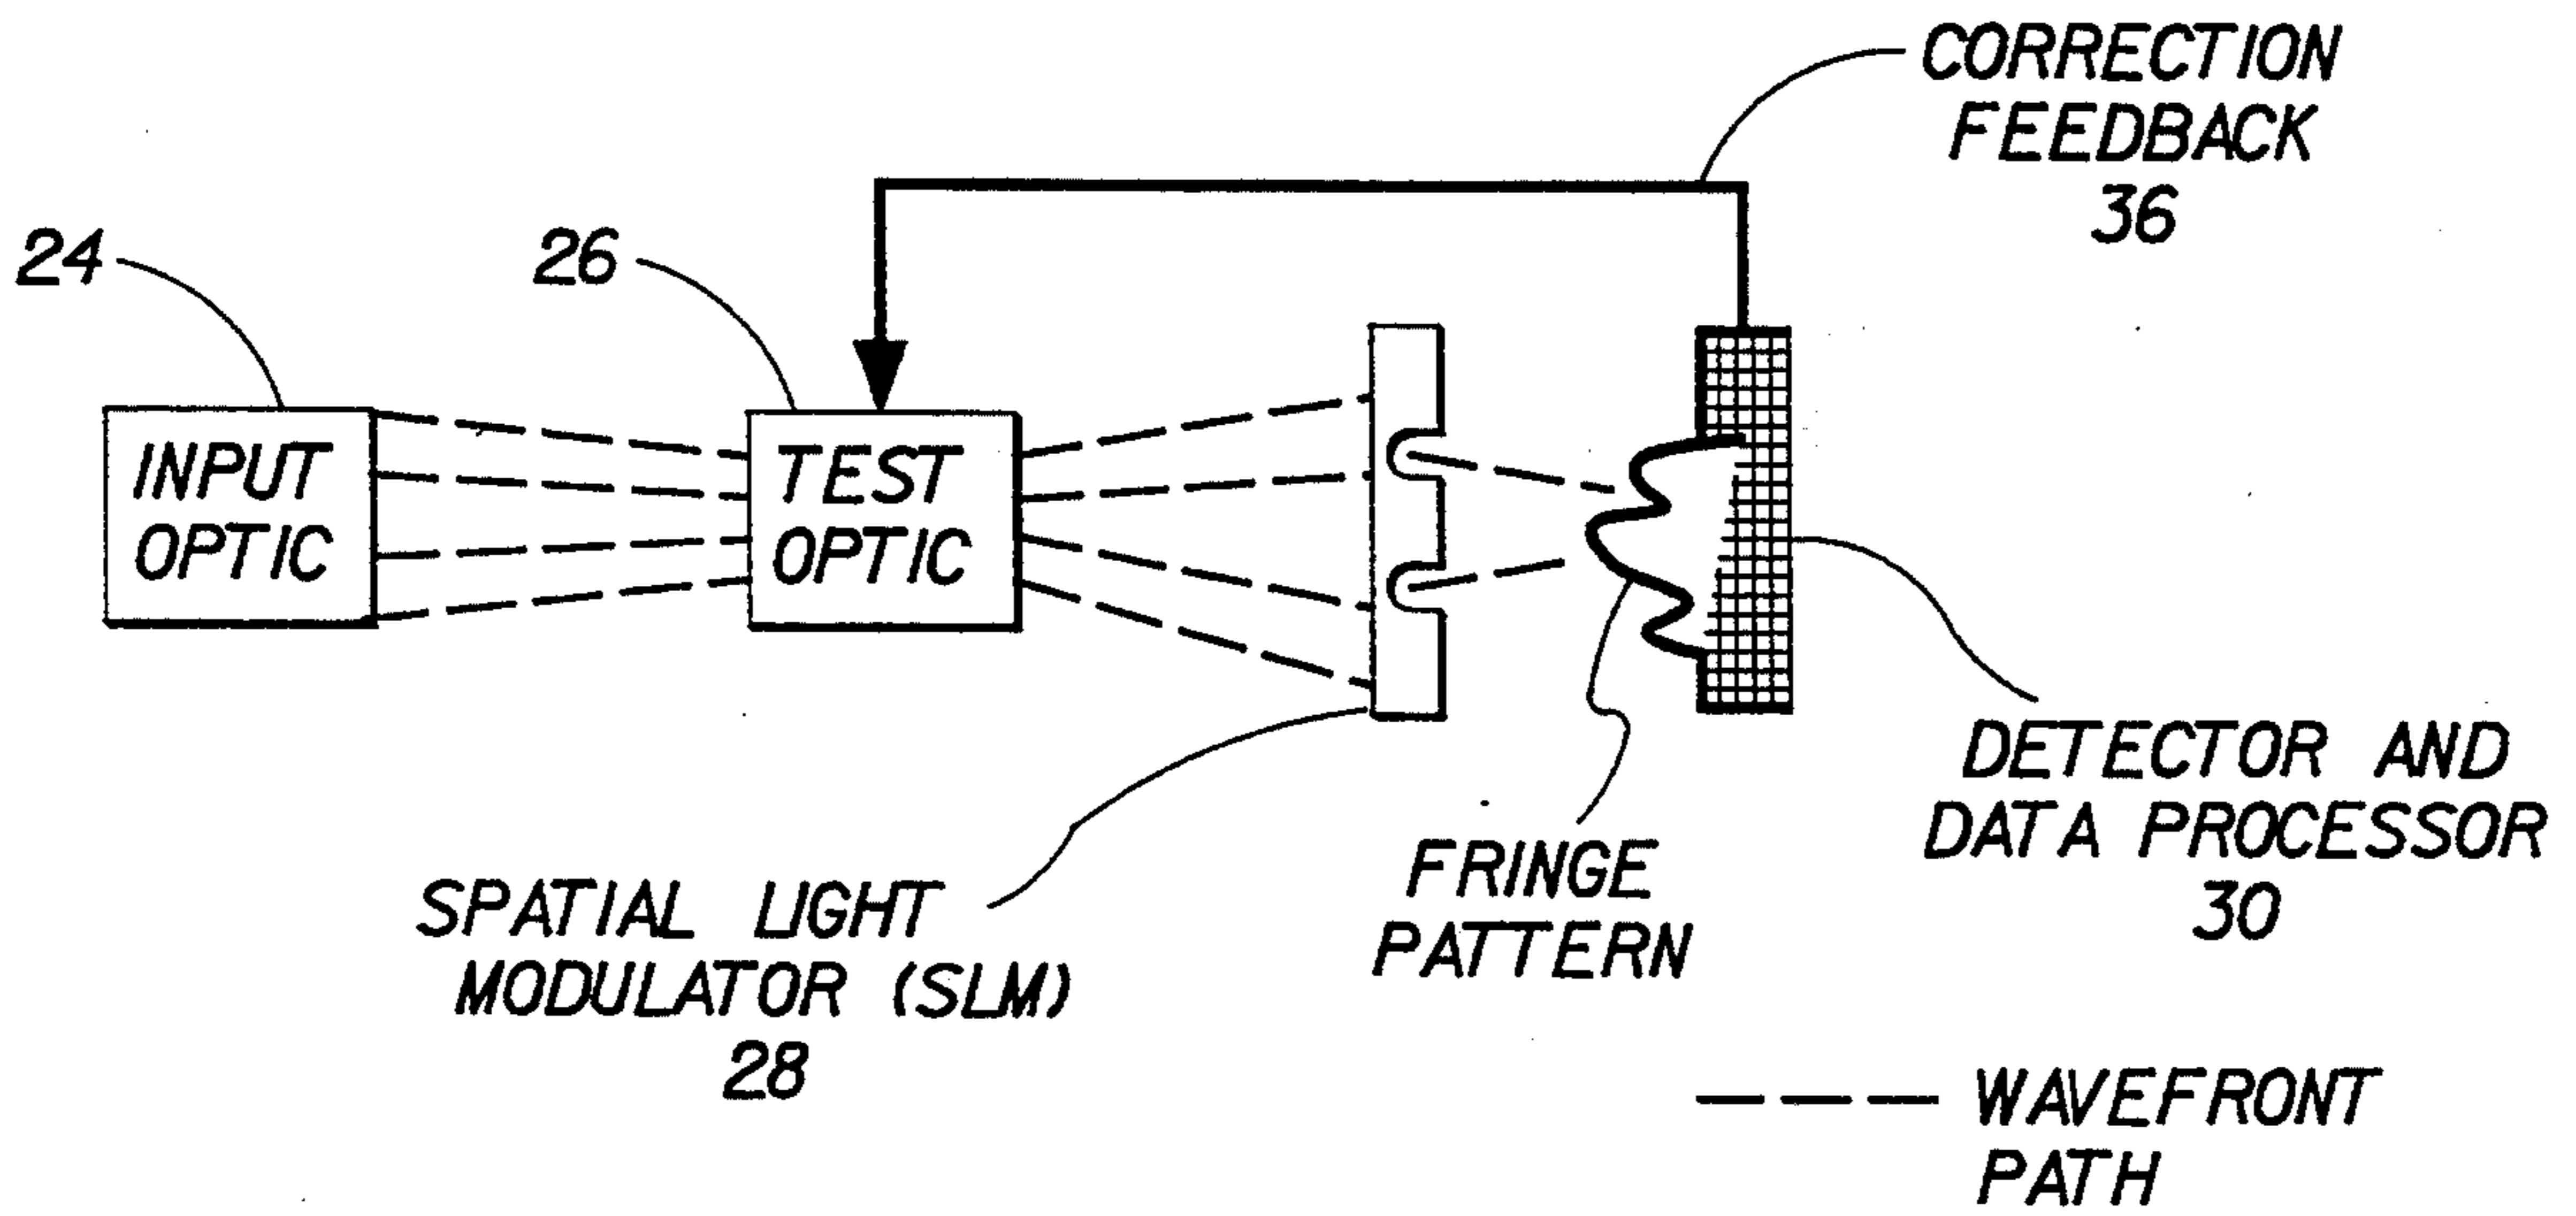 CORRECTION
FEEDBACK
36
24
26
INPUT
OPTIC
TEST
OPTIC
DETECTOR AND
DATA PROCESSOR
30
FRINGE
PATTERN
SPATIAL LIGHT
MODULATOR (SLM)
28
WAVEFRONT
PATH